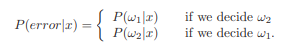 P(error|x) = { P(ω₁|x) if we decide ω₂
P(ω₂|x) if we decide ω₁.